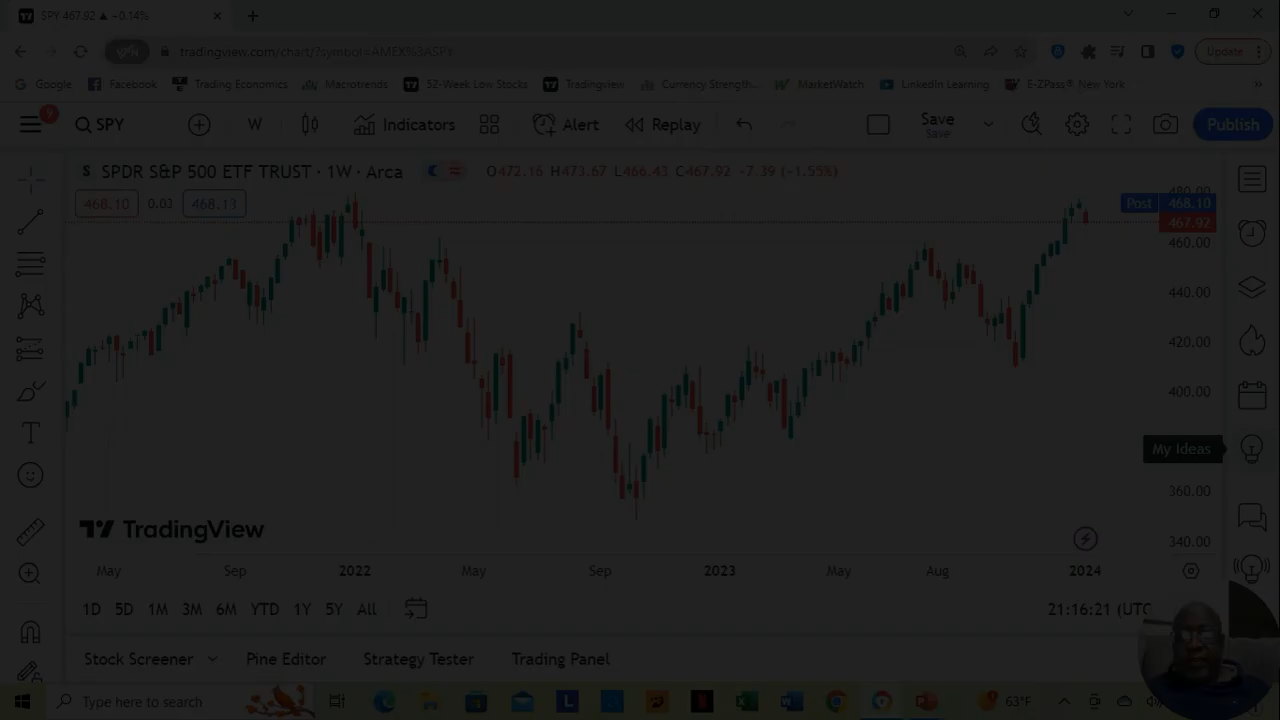 SPY 467.92 ▲ +0.14%
VPN
tradingview.com/chart/?symbol=AMEX%3ASPY
Update
Google
Facebook
Trading Economics
Macrotrends
52-Week Low Stocks
Tradingview
Currency Strength...
MarketWatch
LinkedIn Learning
E-ZPass® New York
SPY
W
Indicators
Alert
Replay
Save
Save
Publish
S SPDR S&P 500 ETF TRUST · 1W · Arca
O472.16 H473.67 L466.43 C467.92 -7.39 (-1.55%)
468.10
0.03
468.13
480.00
Post 468.10
467.92
460.00
440.00
420.00
400.00
My Ideas
360.00
340.00
TradingView
May
Sep
2022
May
Sep
2023
May
Aug
2024
1D 5D 1M 3M 6M YTD 1Y 5Y All
21:16:21 (UTC
Stock Screener
Pine Editor
Strategy Tester
Trading Panel
Type here to search
63°F